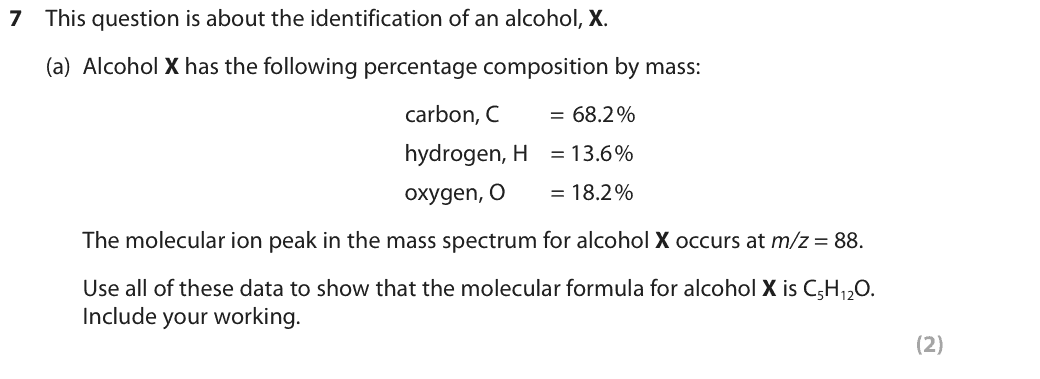 7 This question is about the identification of an alcohol, X.
(a) Alcohol X has the following percentage composition by mass:
carbon, C = 68.2%
hydrogen, H = 13.6%
oxygen, O = 18.2%
The molecular ion peak in the mass spectrum for alcohol X occurs at m/z = 88.
Use all of these data to show that the molecular formula for alcohol X is C₅H₁₂O.
Include your working.
(2)